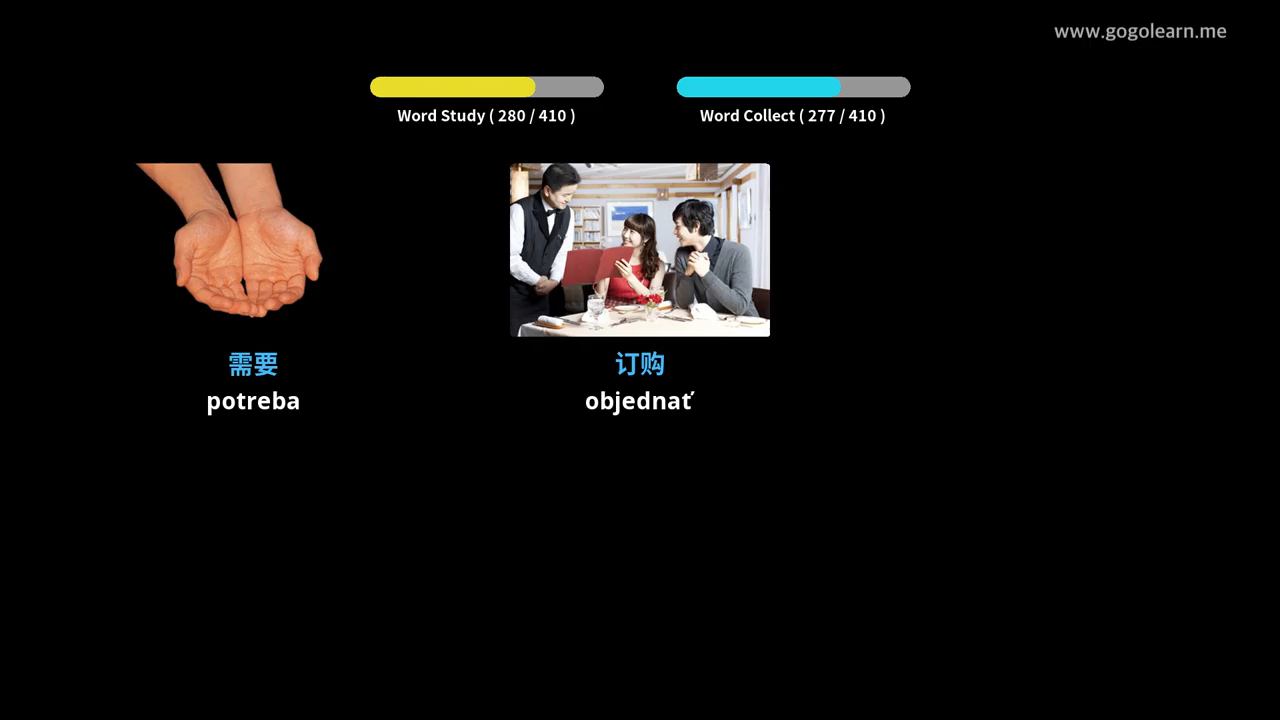 www.gogolearn.me
Word Study ( 280 / 410 )
Word Collect ( 277 / 410 )
需要
potreba
订购
objednať